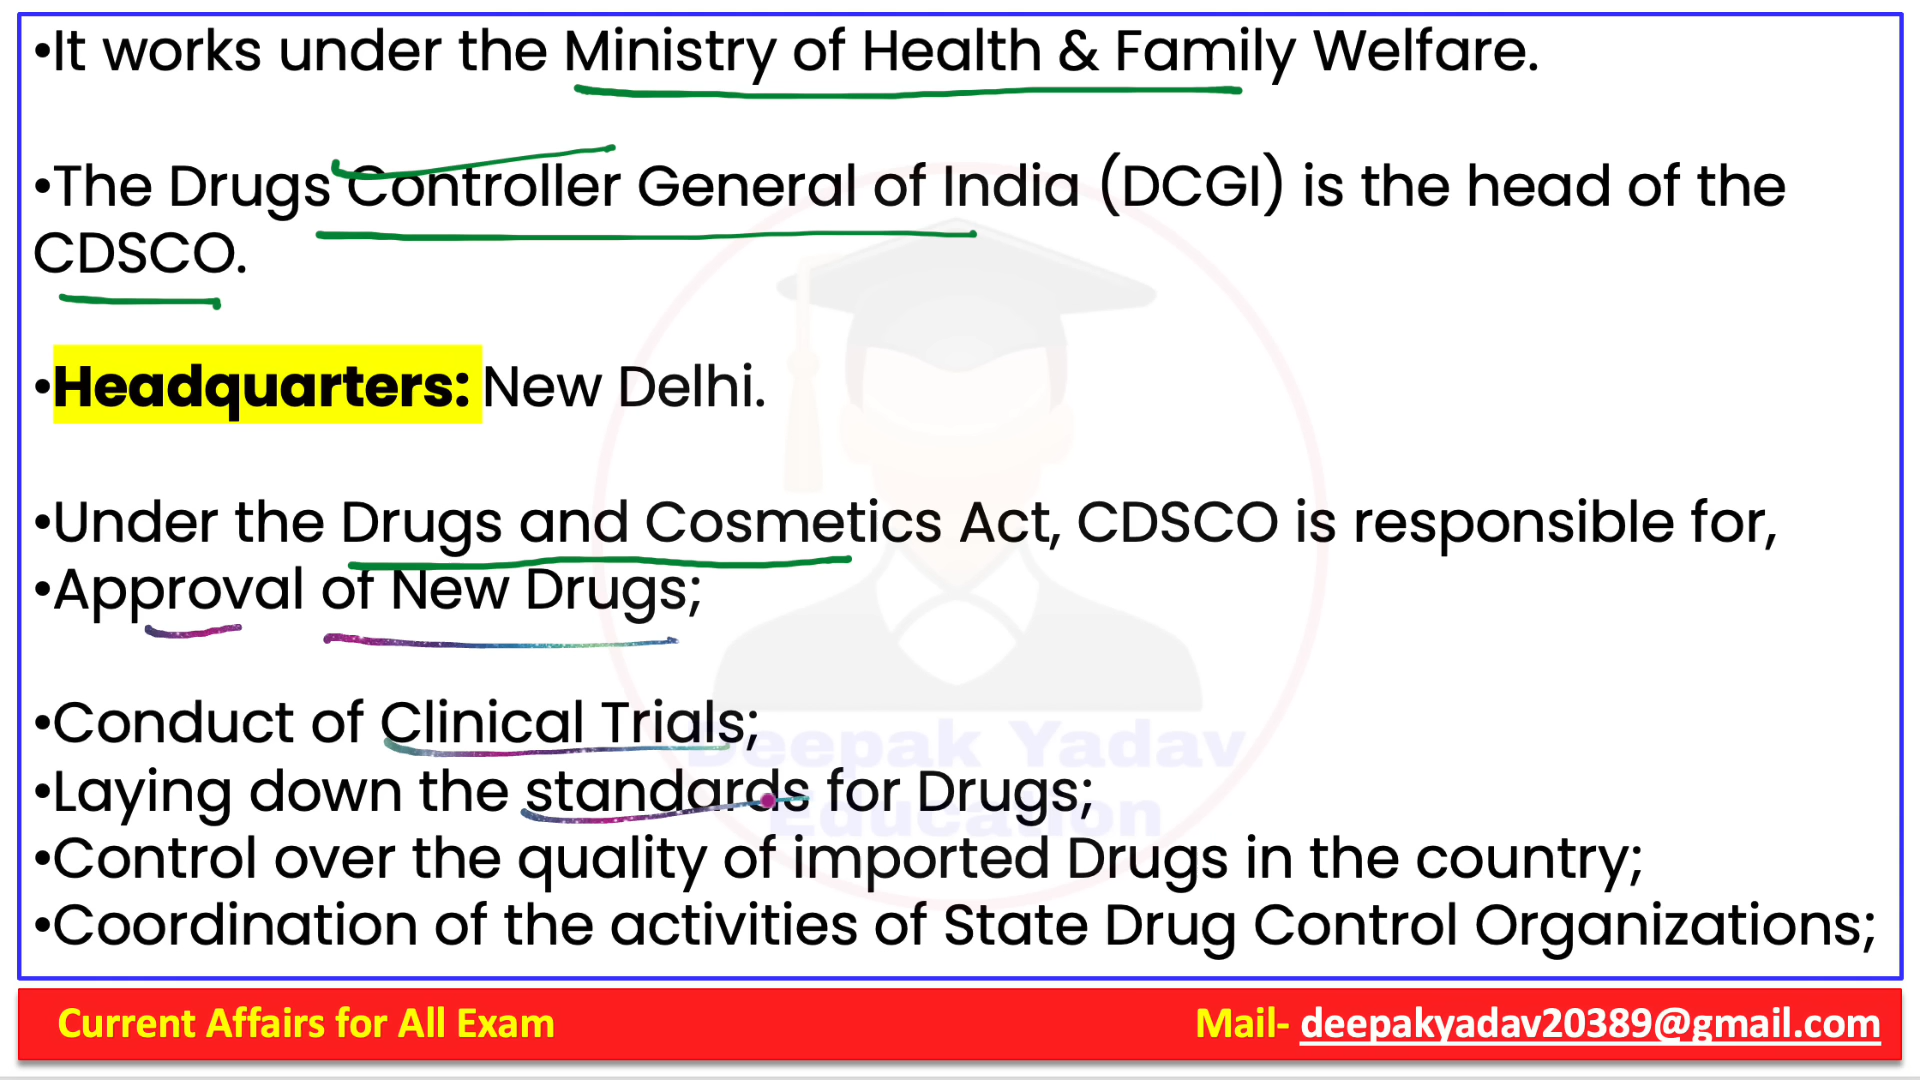 •It works under the Ministry of Health & Family Welfare.
•The Drugs Controller General of India (DCGI) is the head of the
CDSCO.
•Headquarters: New Delhi.
•Under the Drugs and Cosmetics Act, CDSCO is responsible for,
•Approval of New Drugs;
•Conduct of Clinical Trials;
•Laying down the standards for Drugs;
•Control over the quality of imported Drugs in the country;
•Coordination of the activities of State Drug Control Organizations;
Deepak Yadav
Education
Current Affairs for All Exam
Mail- deepakyadav20389@gmail.com